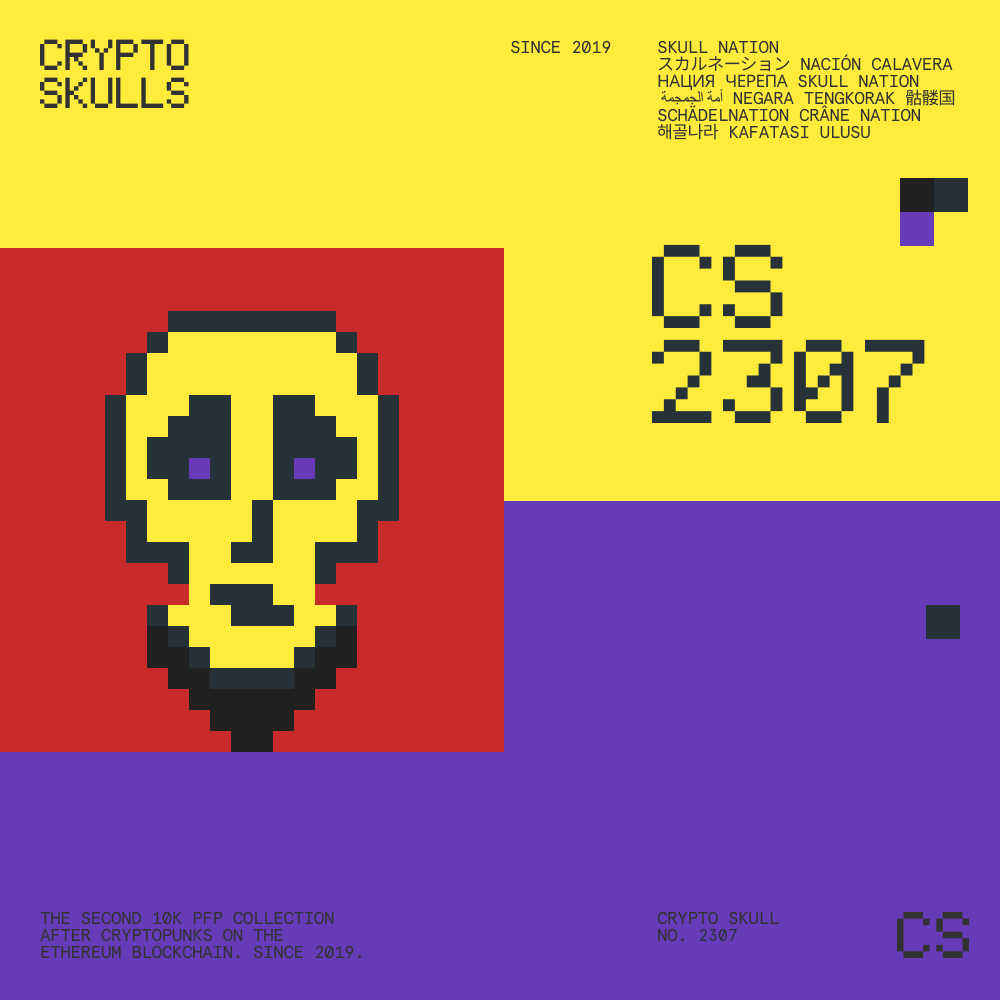 CRYPTO
SKULLS
SINCE 2019
SKULL NATION
スカルネーション NACIÓN CALAVERA
НАЦИЯ ЧЕРЕПА SKULL NATION
أمة الجمجمة NEGARA TENGKORAK 骷髅国
SCHÄDELNATION CRÂNE NATION
해골나라 KAFATASI ULUSU
CS
2307
THE SECOND 10K PFP COLLECTION
AFTER CRYPTOPUNKS ON THE
ETHEREUM BLOCKCHAIN. SINCE 2019.
CRYPTO SKULL
NO. 2307
CS